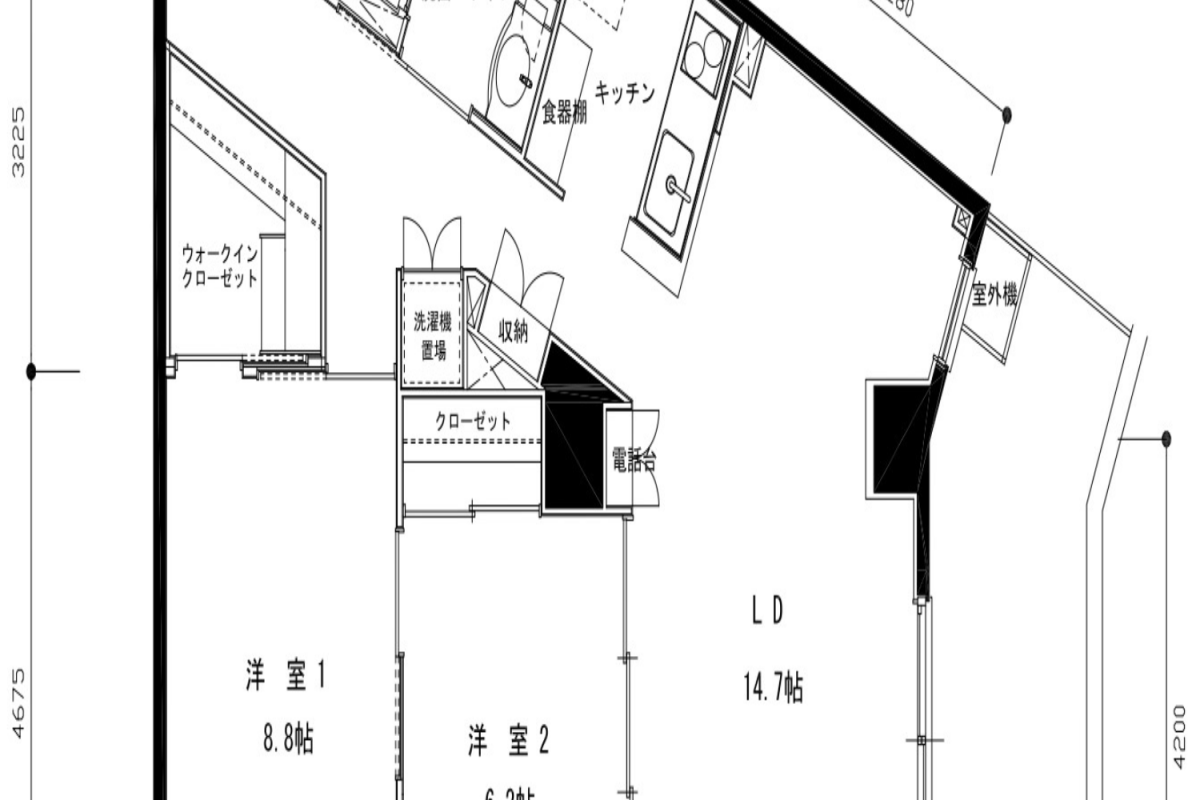 キッチン
食器棚
3225
ウォークイン
クローゼット
室外機
洗濯機
置場
収納
クローゼット
電話台
LD
14.7帖
洋 室 1
8.8帖
洋 室 2
4675
4200